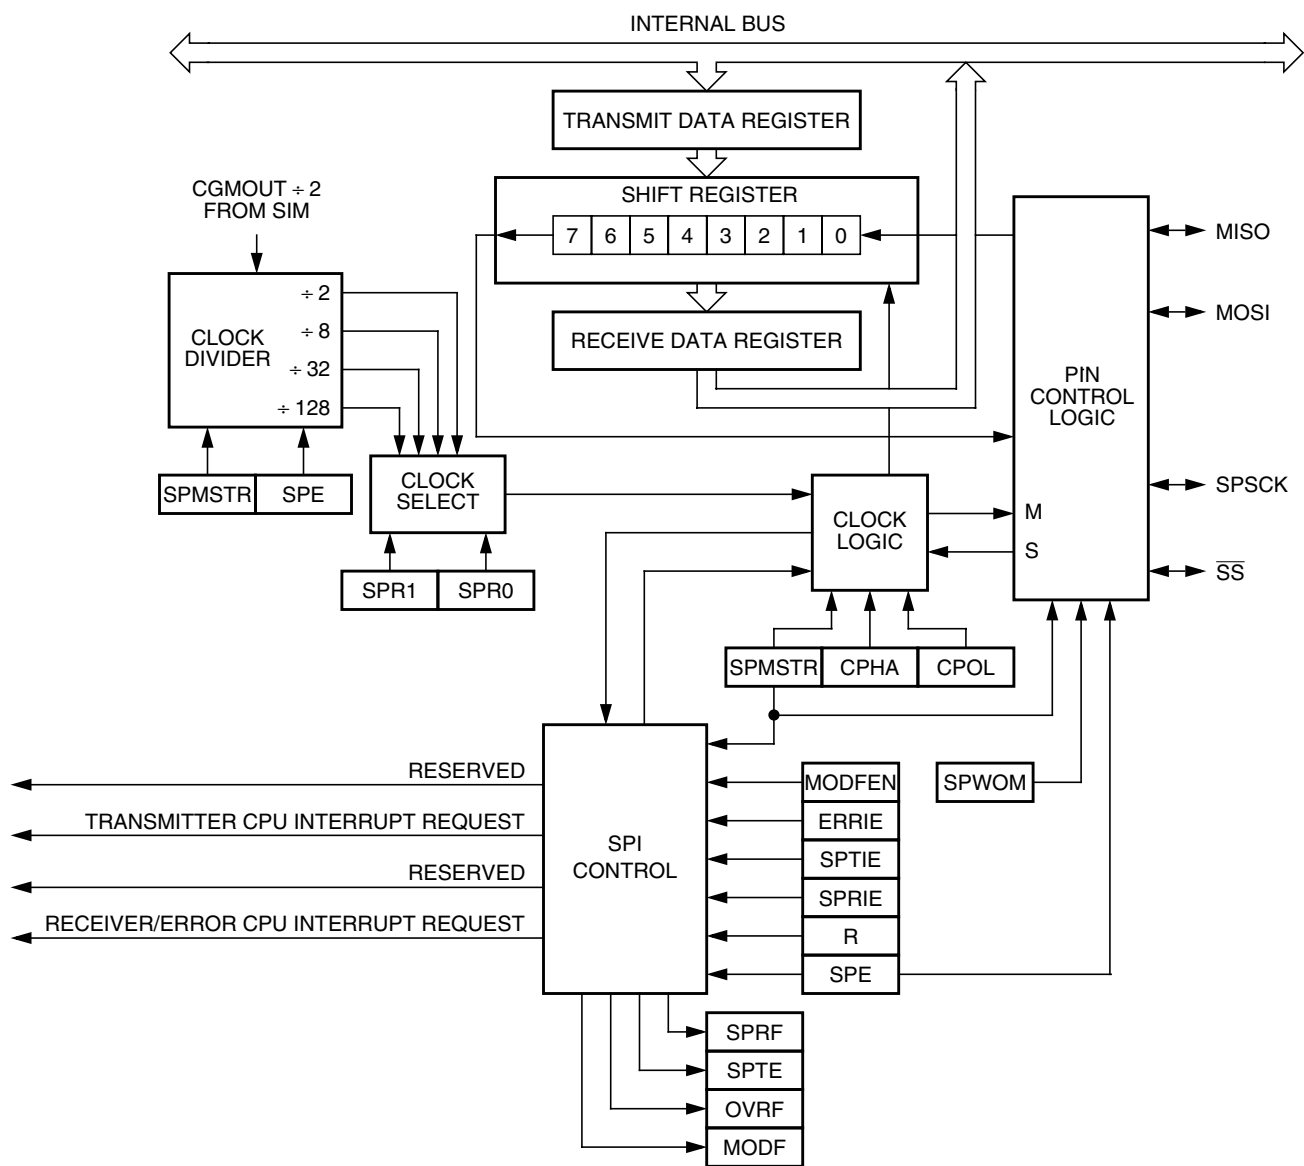 INTERNAL BUS
TRANSMIT DATA REGISTER
CGMOUT ÷ 2
FROM SIM
SHIFT REGISTER
7 6 5 4 3 2 1 0
MISO
MOSI
÷ 2
÷ 8
÷ 32
÷ 128
CLOCK
DIVIDER
RECEIVE DATA REGISTER
PIN
CONTROL
LOGIC
SPMSTR SPE
CLOCK
SELECT
SPR1 SPR0
CLOCK
LOGIC
M
S
SPSCK
S̅S̅
SPMSTR CPHA CPOL
RESERVED
TRANSMITTER CPU INTERRUPT REQUEST
RESERVED
RECEIVER/ERROR CPU INTERRUPT REQUEST
SPI
CONTROL
MODFEN
ERRIE
SPTIE
SPRIE
R
SPE
SPWOM
SPRF
SPTE
OVRF
MODF